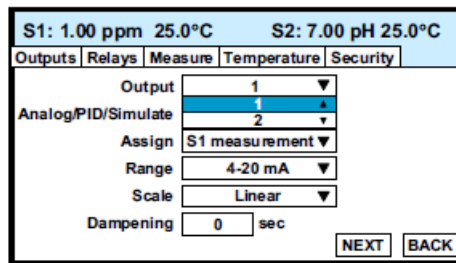 S1: 1.00 ppm 25.0°C S2: 7.00 pH 25.0°C
Outputs Relays Measure Temperature Security
Output 1
1
Analog/PID/Simulate
2
Assign S1 measurement
Range 4-20 mA
Scale Linear
Dampening 0 sec
NEXT BACK